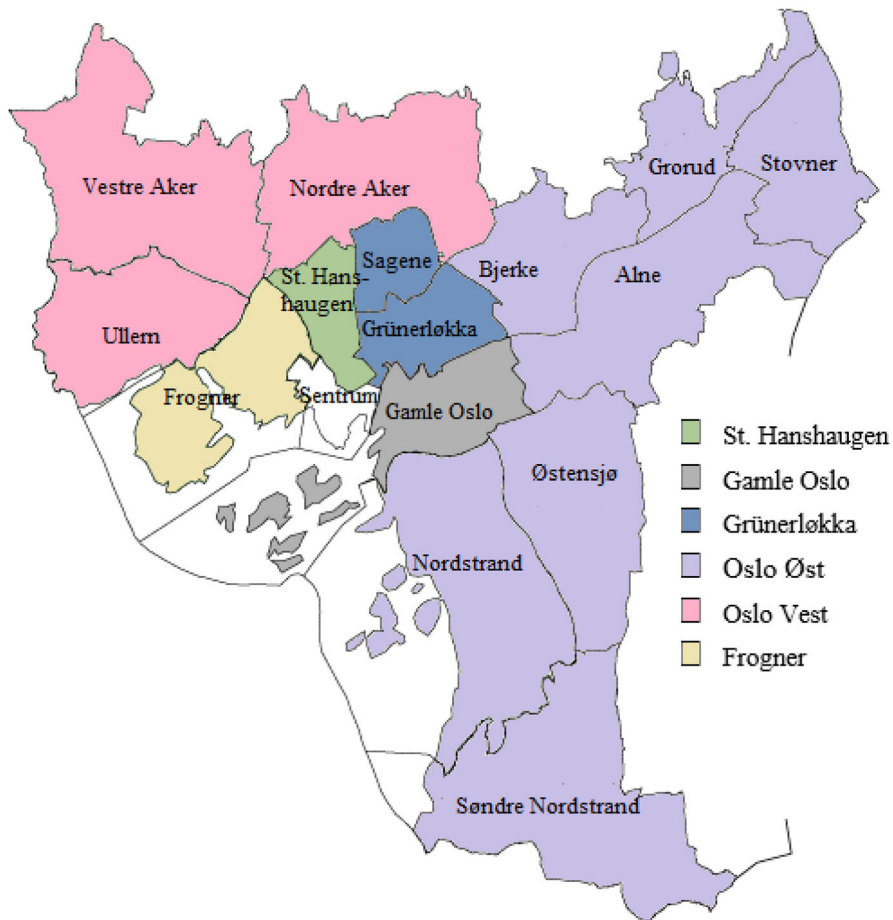 Vestre Aker
Nordre Aker
Grorud
Stovner
Sagene
St. Hans-
haugen
Bjerke
Alne
Ullern
Grünerløkka
Frogner
Sentrum
Gamle Oslo
Østensjø
Nordstrand
Søndre Nordstrand
St. Hanshaugen
Gamle Oslo
Grünerløkka
Oslo Øst
Oslo Vest
Frogner